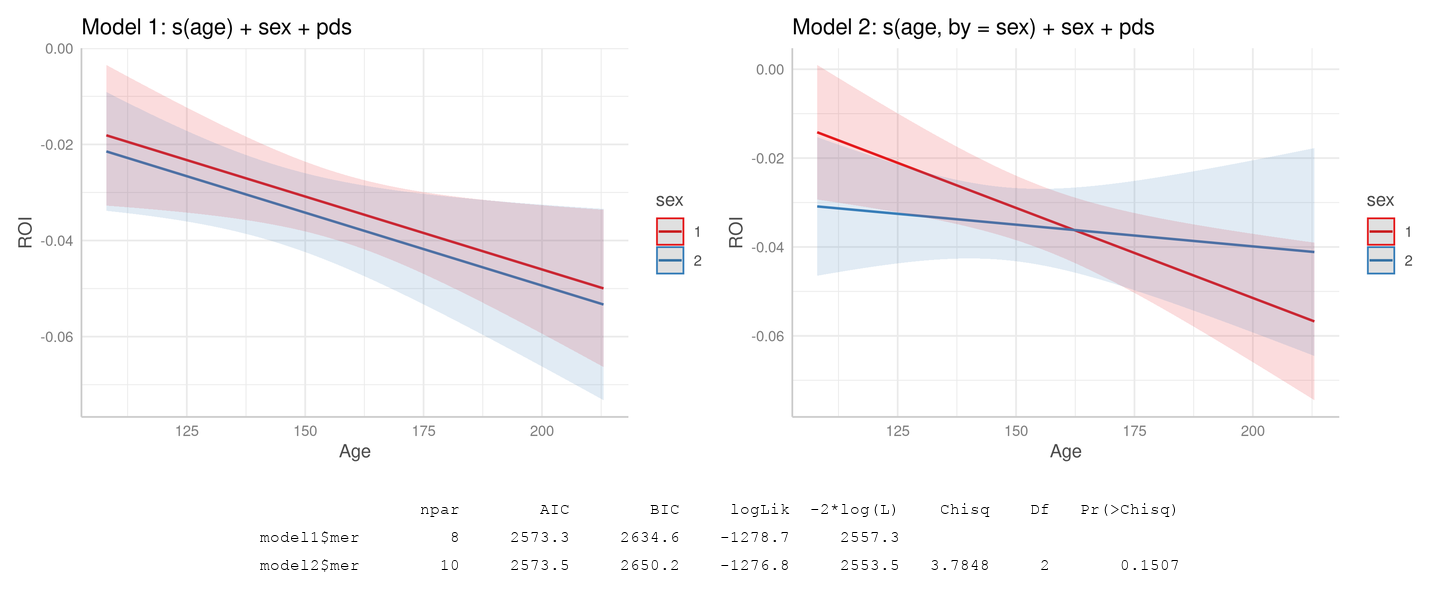 Model 1: s(age) + sex + pds
0.00
-0.02
-0.04
-0.06
ROI
125 150 175 200
Age
sex
1
2
Model 2: s(age, by = sex) + sex + pds
0.00
-0.02
-0.04
-0.06
ROI
125 150 175 200
Age
sex
1
2
npar AIC BIC logLik -2*log(L) Chisq Df Pr(>Chisq)
model1$mer 8 2573.3 2634.6 -1278.7 2557.3
model2$mer 10 2573.5 2650.2 -1276.8 2553.5 3.7848 2 0.1507